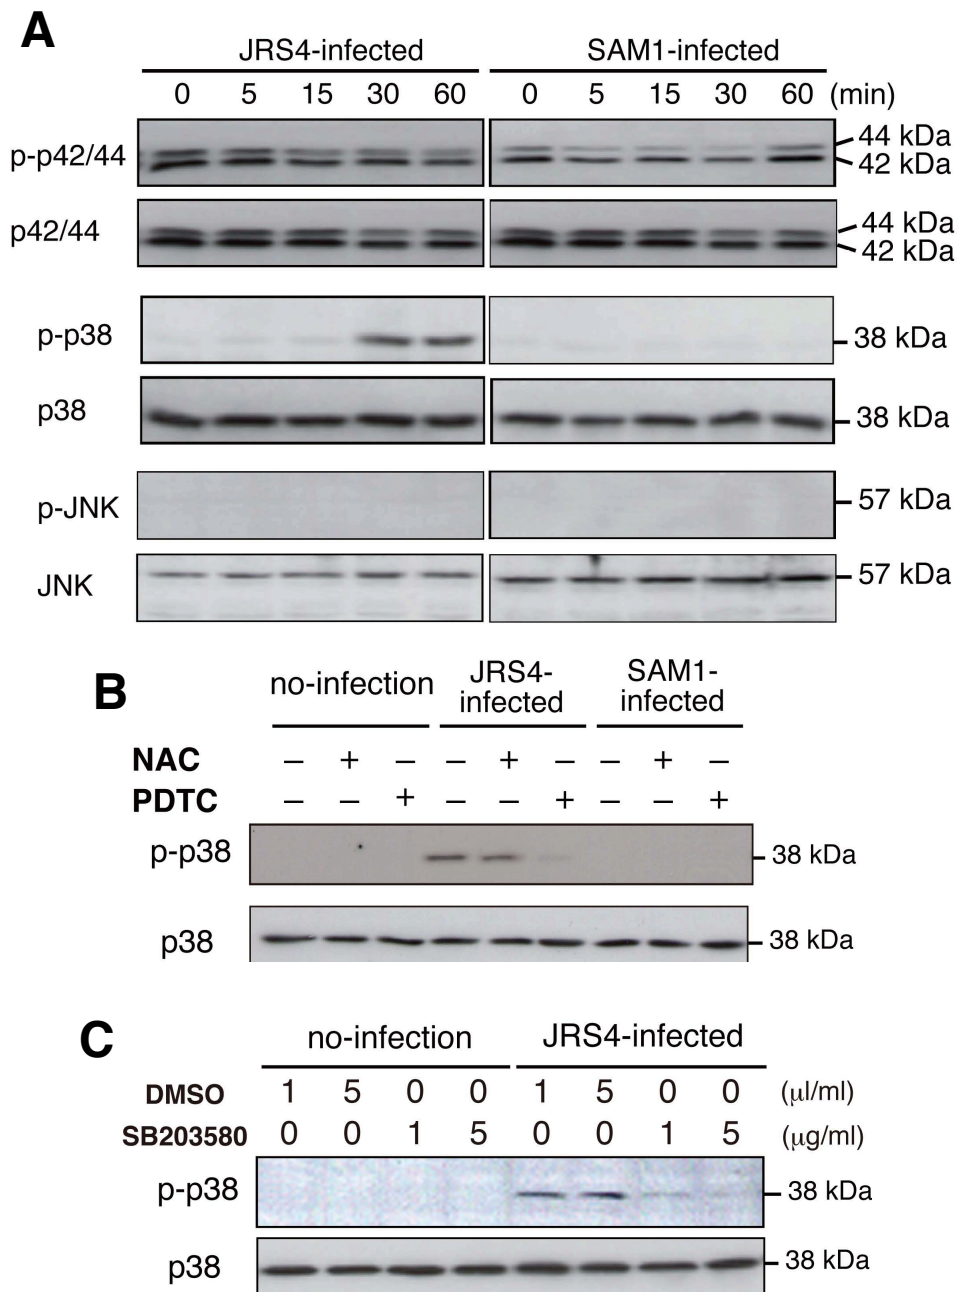 A
JRS4-infected SAM1-infected
0 5 15 30 60 0 5 15 30 60 (min)
p-p42/44 44 kDa
42 kDa
p42/44 44 kDa
42 kDa
p-p38 38 kDa
p38 38 kDa
p-JNK 57 kDa
JNK 57 kDa
B
no-infection JRS4-infected SAM1-infected
NAC – + – – + – – + –
PDTC – – + – – + – – +
p-p38 38 kDa
p38 38 kDa
C
no-infection JRS4-infected
DMSO 1 5 0 0 1 5 0 0 (μl/ml)
SB203580 0 0 1 5 0 0 1 5 (μg/ml)
p-p38 38 kDa
p38 38 kDa